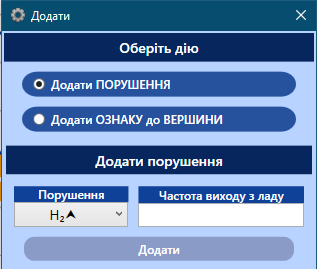 Додати
Оберіть дію
Додати ПОРУШЕННЯ
Додати ОЗНАКУ до ВЕРШИНИ
Додати порушення
Порушення Частота виходу з ладу
H₂⮝
Додати